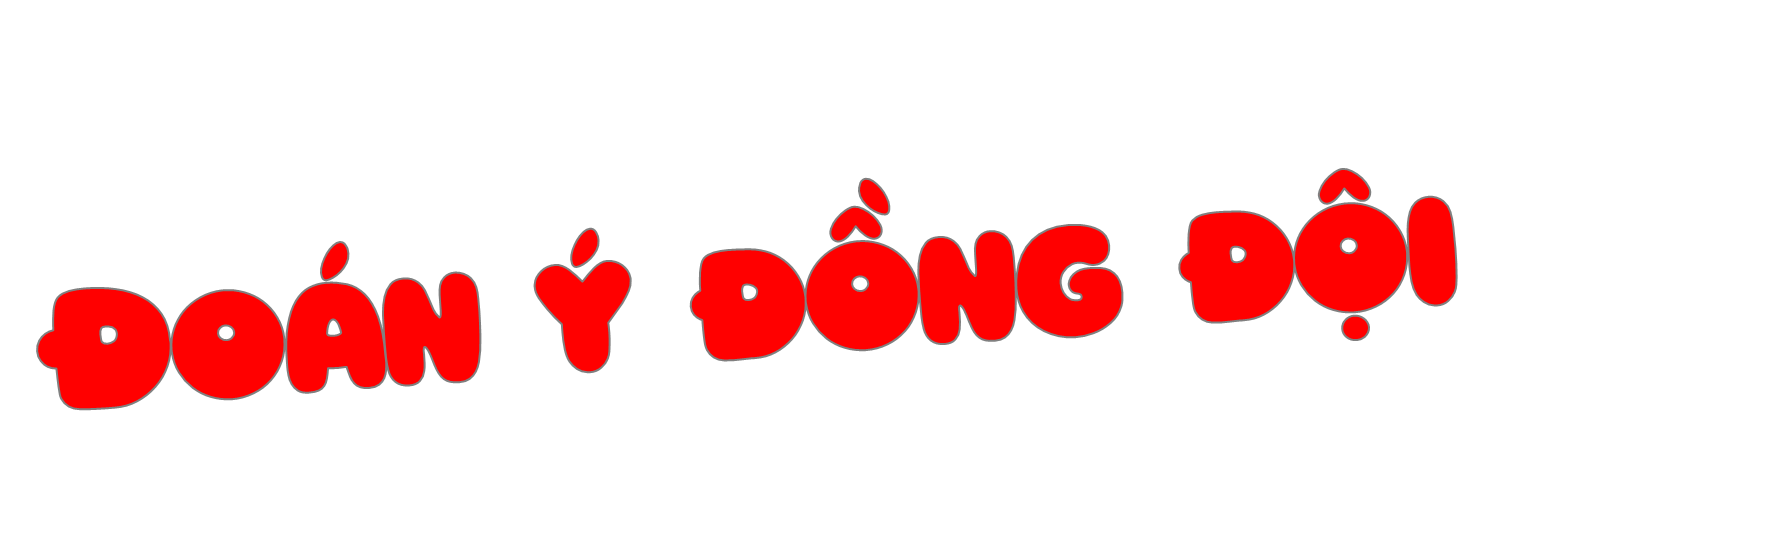 ĐOÁN Ý ĐỒNG ĐỘI